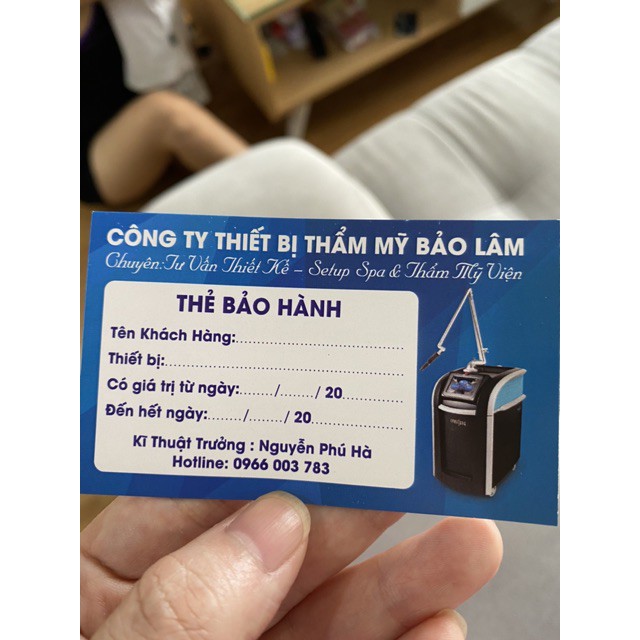 CÔNG TY THIẾT BỊ THẨM MỸ BẢO LÂM
Chuyên:Tư Vấn Thiết Kế – Setup Spa & Thẩm Mỹ Viện
THẺ BẢO HÀNH
Tên Khách Hàng:................................
Thiết bị:................................................
Có giá trị từ ngày:......../......../ 20................
Đến hết ngày:......../......../ 20......................
Kĩ Thuật Trưởng : Nguyễn Phú Hà
Hotline: 0966 003 783